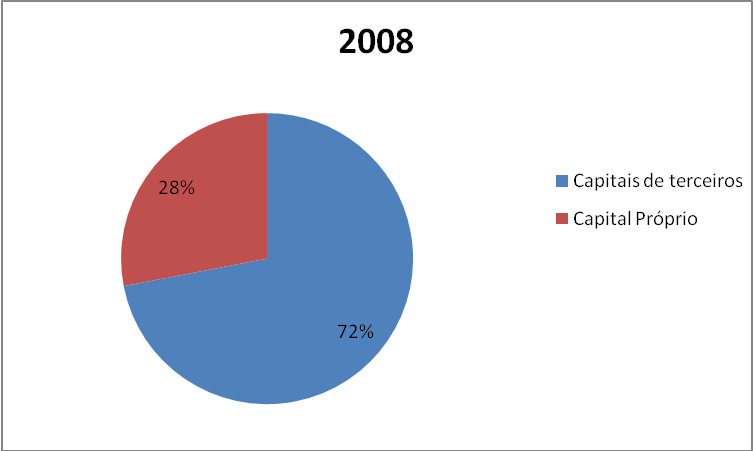 2008
28%
72%
Capitais de terceiros
Capital Próprio